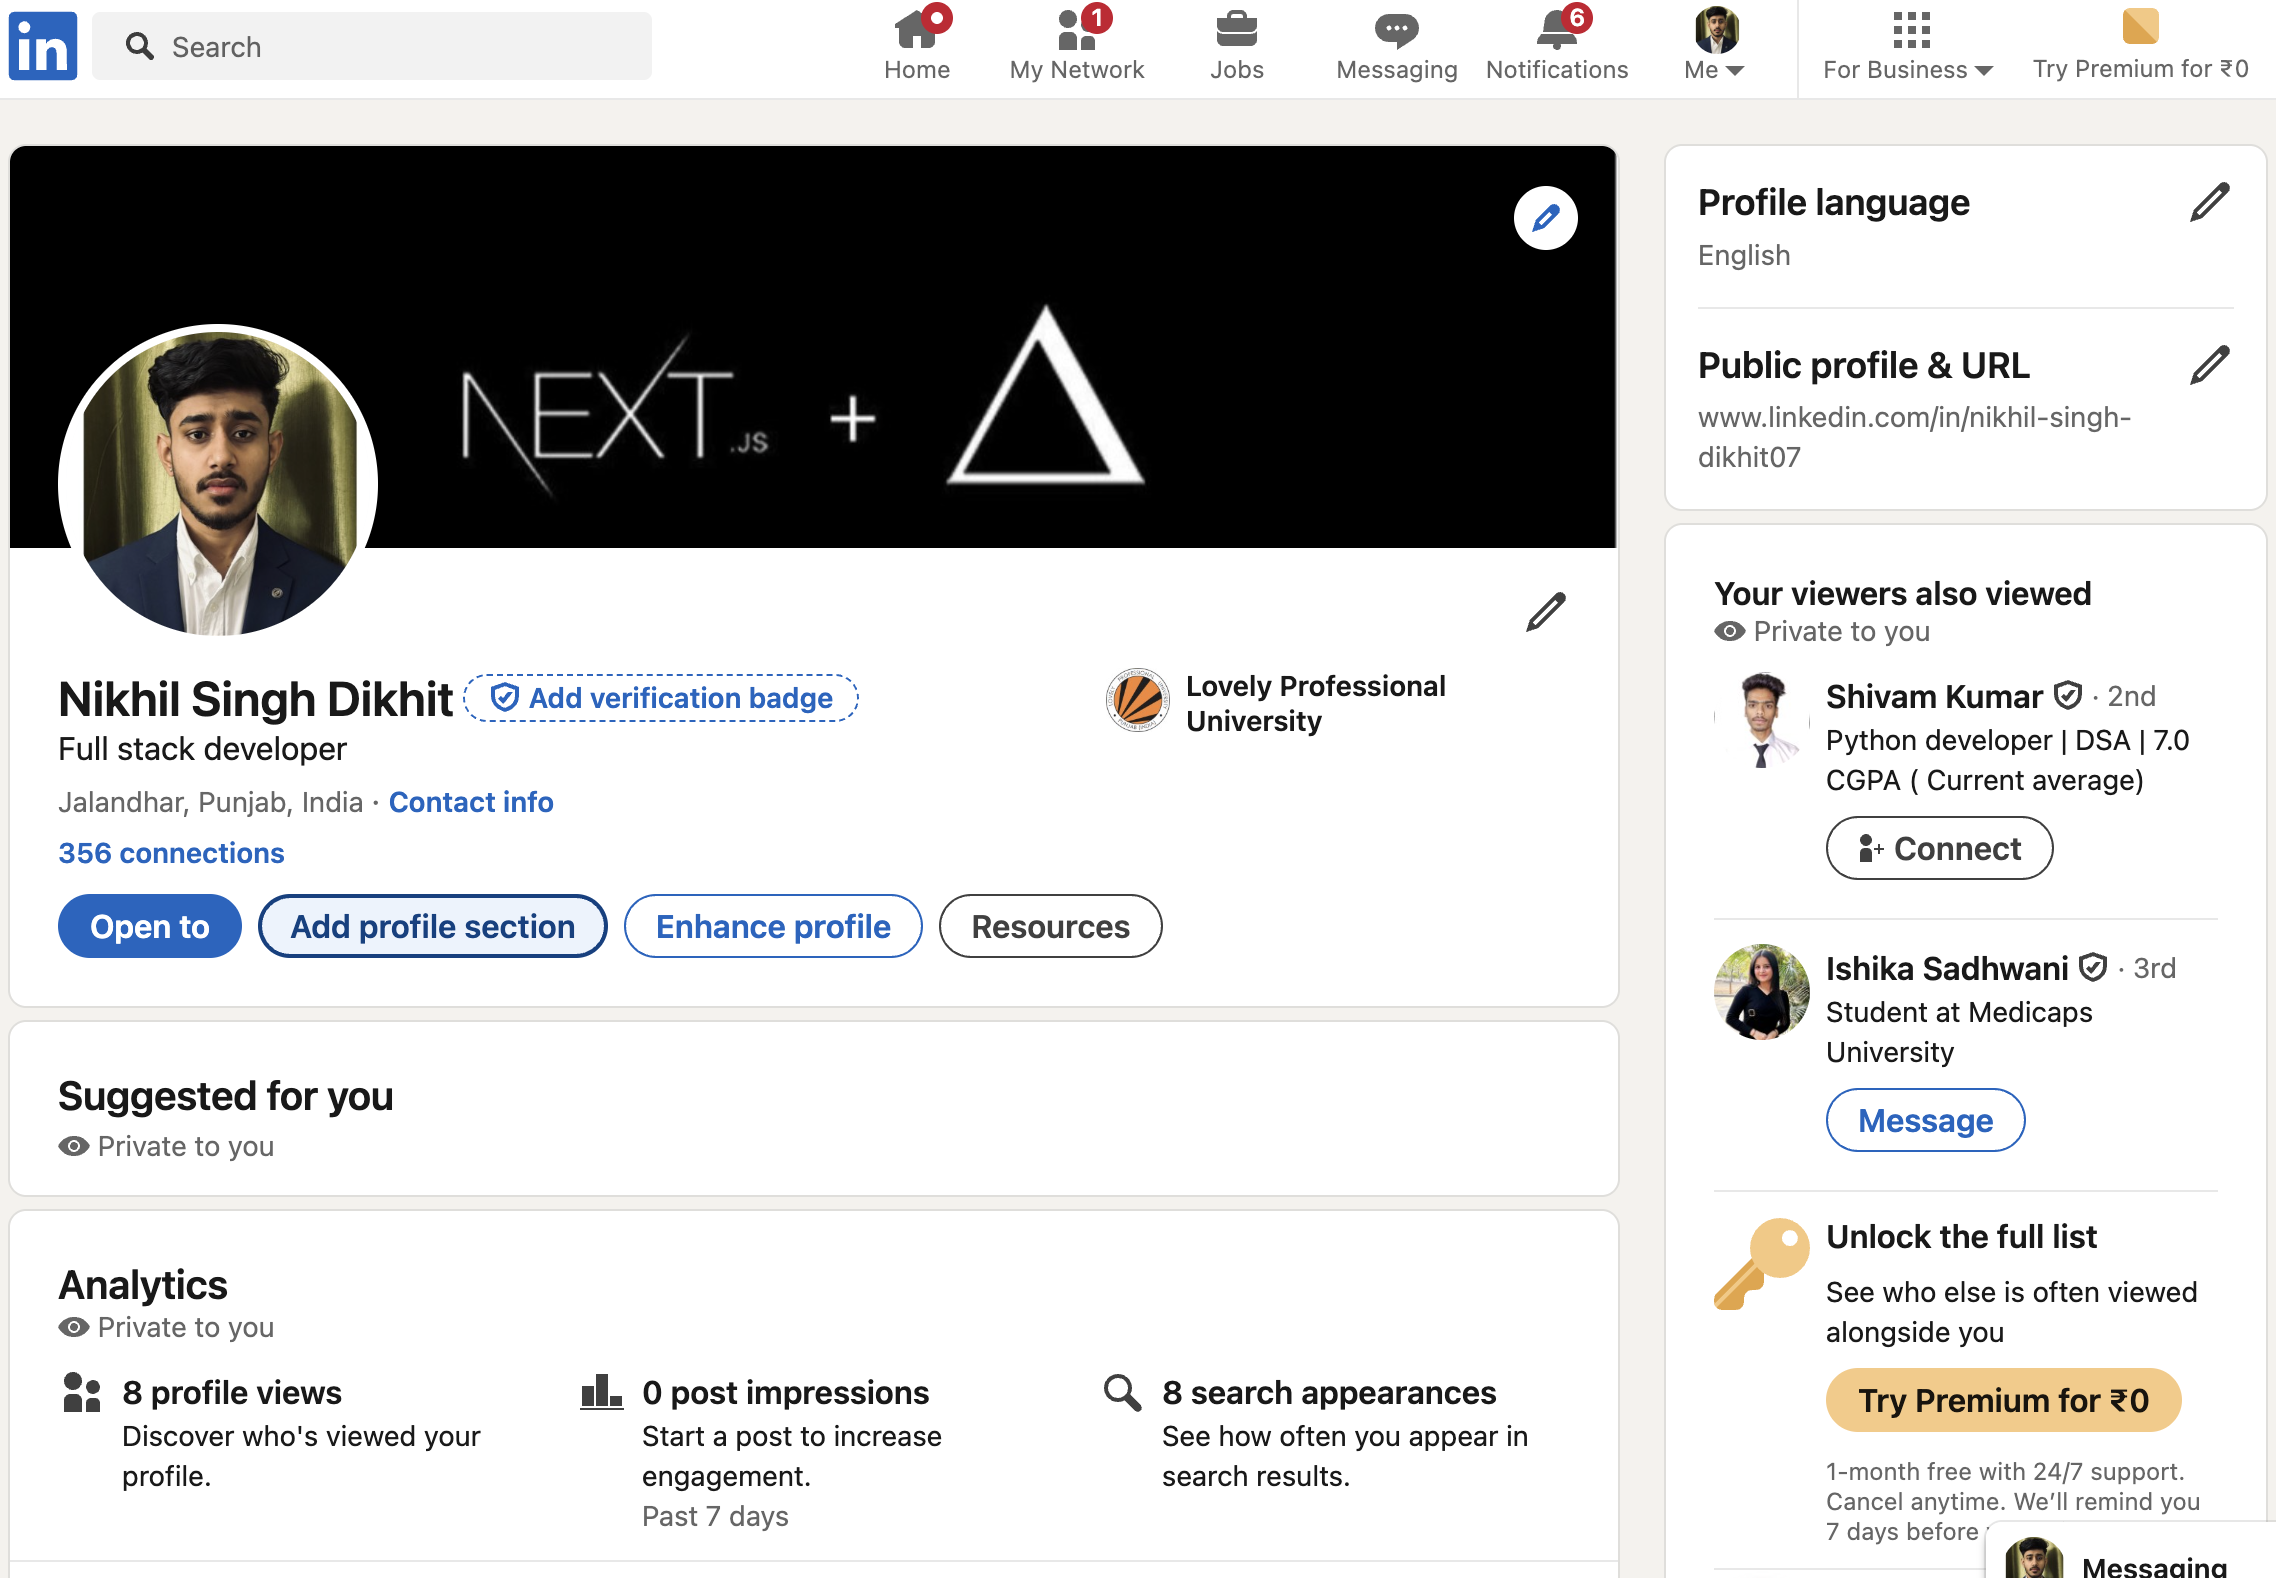 in
Search
Home
1
My Network
Jobs
Messaging
6
Notifications
Me
For Business
Try Premium for ₹0
NEXT.JS +
Nikhil Singh Dikhit
Add verification badge
Full stack developer
Jalandhar, Punjab, India · Contact info
356 connections
Open to
Add profile section
Enhance profile
Resources
Lovely Professional
University
Suggested for you
Private to you
Analytics
Private to you
8 profile views
Discover who's viewed your
profile.
0 post impressions
Start a post to increase
engagement.
Past 7 days
8 search appearances
See how often you appear in
search results.
Profile language
English
Public profile & URL
www.linkedin.com/in/nikhil-singh-
dikhit07
Your viewers also viewed
Private to you
Shivam Kumar · 2nd
Python developer | DSA | 7.0
CGPA ( Current average)
Connect
Ishika Sadhwani · 3rd
Student at Medicaps
University
Message
Unlock the full list
See who else is often viewed
alongside you
Try Premium for ₹0
1-month free with 24/7 support.
Cancel anytime. We’ll remind you
7 days before
Messaging